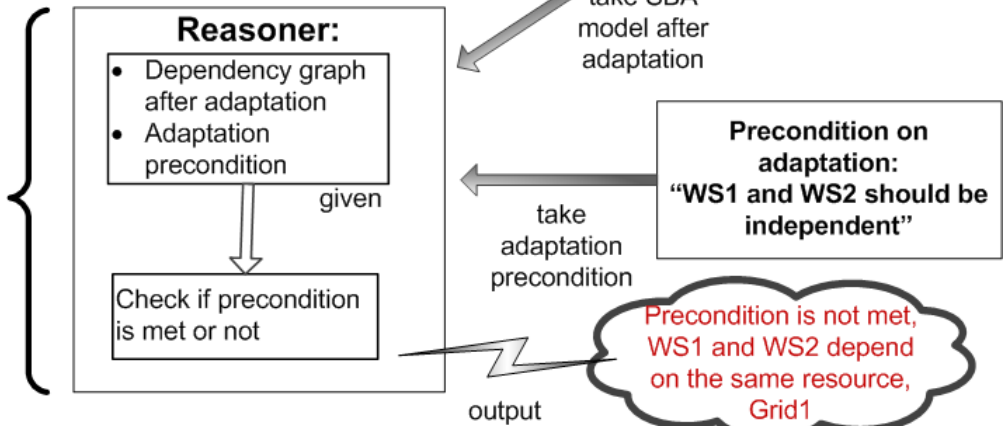 take SBA
model after
adaptation
Reasoner:
• Dependency graph
after adaptation
• Adaptation
precondition
given
Check if precondition
is met or not
take
adaptation
precondition
Precondition on
adaptation:
“WS1 and WS2 should be
independent”
output
Precondition is not met,
WS1 and WS2 depend
on the same resource,
Grid1